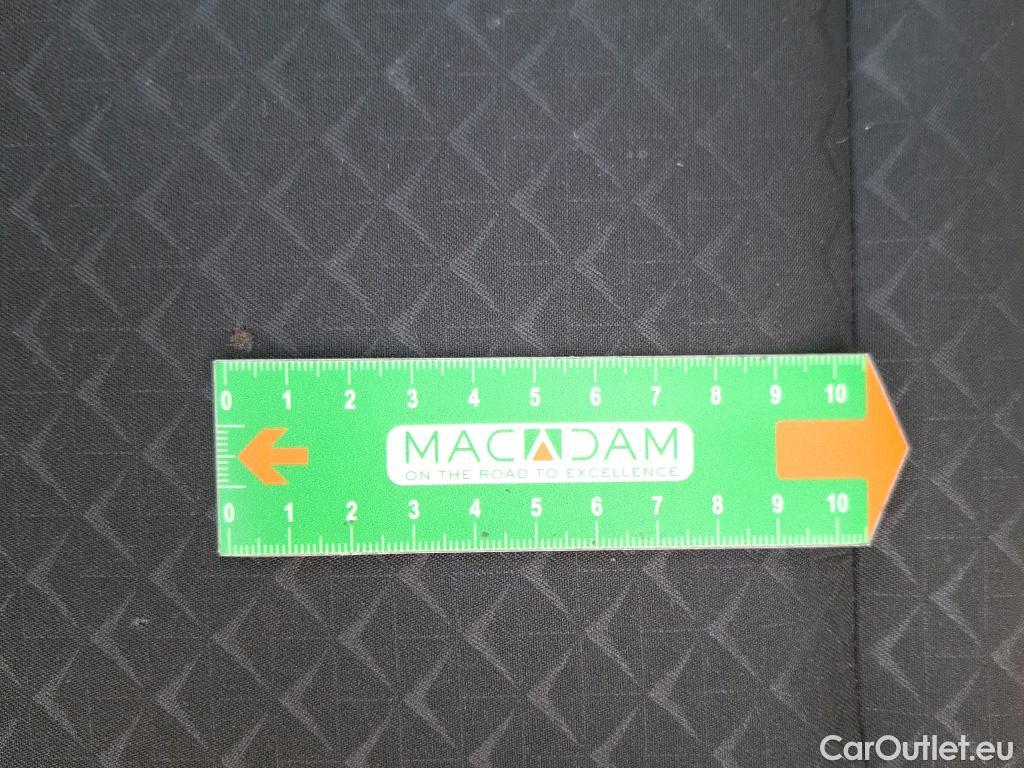 0 1 2 3 4 5 6 7 8 9 10
MACADAM
ON THE ROAD TO EXCELLENCE
0 1 2 3 4 5 6 7 8 9 10
CarOutlet.eu